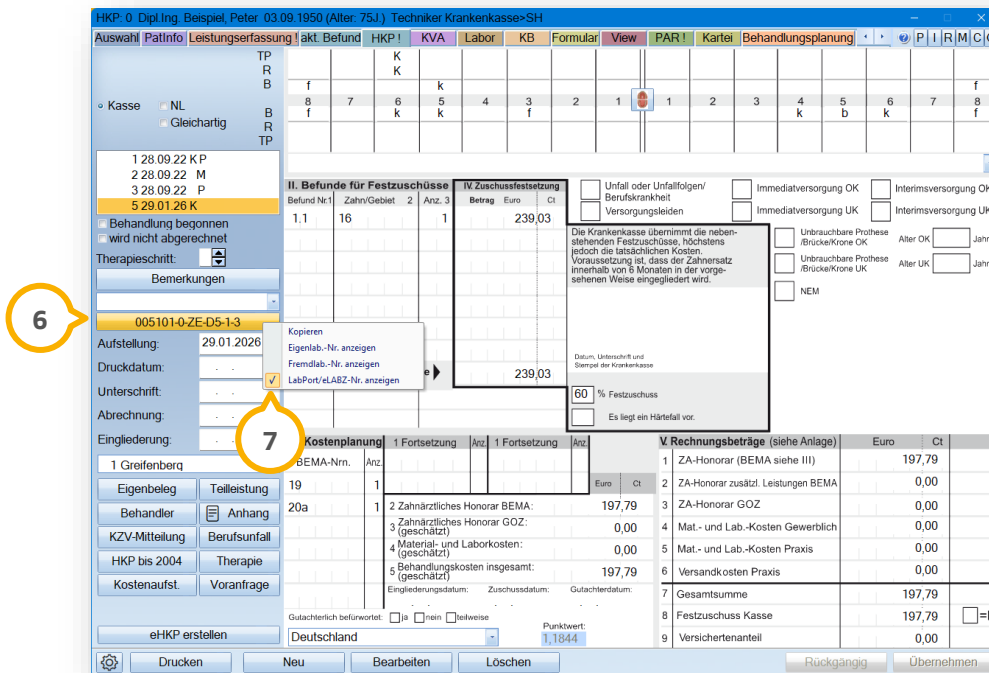 HKP: 0 Dipl.Ing. Beispiel, Peter 03.09.1950 (Alter: 75J.) Techniker Krankenkasse>SH
Auswahl PatInfo Leistungserfassung ! akt. Befund HKP ! KVA Labor KB Formular View PAR ! Kartei Behandlungsplanung P I R M C
TP K
R K
B f k f
8 7 6 5 4 3 2 1 1 2 3 4 5 6 7 8
B f k k f k b k f
R
TP
Kasse NL
Gleichartig
1 28.09.22 K P
2 28.09.22 M
3 28.09.22 P
5 29.01.26 K
Behandlung begonnen
wird nicht abgerechnet
Therapieschritt:
Bemerkungen
6
005101-0-ZE-D5-1-3
Aufstellung: 29.01.2026
Druckdatum: . .
Unterschrift: . .
Abrechnung: . .
Eingliederung: . .
Kopieren
Eigenlab.-Nr. anzeigen
Fremdlab.-Nr. anzeigen
✓ LabPort/eLABZ-Nr. anzeigen
7
1 Greifenberg
Eigenbeleg Teilleistung
Behandler Anhang
KZV-Mitteilung Berufsunfall
HKP bis 2004 Therapie
Kostenaufst. Voranfrage
eHKP erstellen
II. Befunde für Festzuschüsse IV. Zuschussfestsetzung
Befund Nr.1 Zahn/Gebiet 2 Anz. 3 Betrag Euro Ct
1.1 16 1 239,03
e 239,03
Unfall oder Unfallfolgen/
Berufskrankheit
Versorgungsleiden
Immediatversorgung OK
Immediatversorgung UK
Interimsversorgung OK
Interimsversorgung UK
Die Krankenkasse übernimmt die neben-
stehenden Festzuschüsse, höchstens
jedoch die tatsächlichen Kosten.
Voraussetzung ist, dass der Zahnersatz
innerhalb von 6 Monaten in der vorge-
sehenen Weise eingegliedert wird.
Datum, Unterschrift und
Stempel der Krankenkasse
60 % Festzuschuss
Es liegt ein Härtefall vor.
Unbrauchbare Prothese
/Brücke/Krone OK
Alter OK Jahr
Unbrauchbare Prothese
/Brücke/Krone UK
Alter UK Jahr
NEM
Kostenplanung 1 Fortsetzung Anz. 1 Fortsetzung Anz.
BEMA-Nrn. Anz.
19 1
20a 1
Euro Ct
2 Zahnärztliches Honorar BEMA: 197,79
3 Zahnärztliches Honorar GOZ:
(geschätzt) 0,00
4 Material- und Laborkosten:
(geschätzt) 0,00
5 Behandlungskosten insgesamt:
(geschätzt) 197,79
Eingliederungsdatum: Zuschussdatum: Gutachterdatum:
Gutachterlich befürwortet: ja nein teilweise
Deutschland
Punktwert:
1,1844
V. Rechnungsbeträge (siehe Anlage) Euro Ct
1 ZA-Honorar (BEMA siehe III) 197,79
2 ZA-Honorar zusätzl. Leistungen BEMA 0,00
3 ZA-Honorar GOZ 0,00
4 Mat.- und Lab.-Kosten Gewerblich 0,00
5 Mat.- und Lab.-Kosten Praxis 0,00
6 Versandkosten Praxis 0,00
7 Gesamtsumme 197,79
8 Festzuschuss Kasse 197,79
9 Versichertenanteil 0,00
Drucken Neu Bearbeiten Löschen Rückgängig Übernehmen